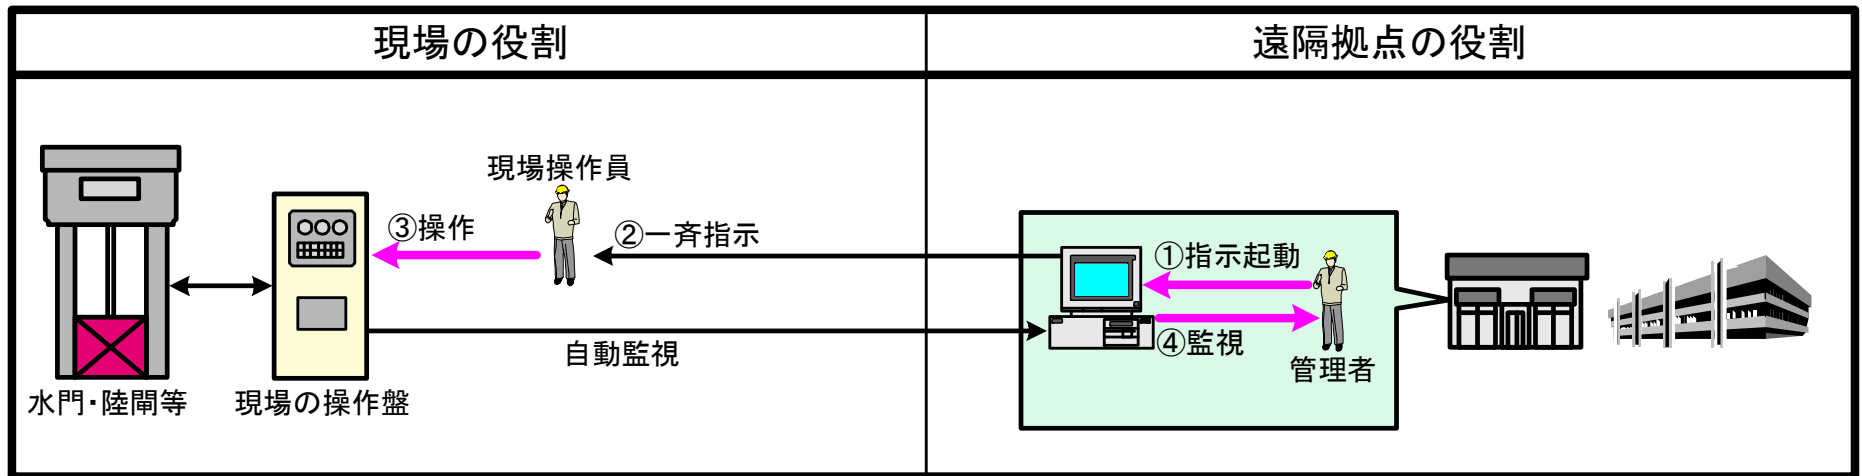 現場の役割
遠隔拠点の役割
現場操作員
③操作
②一斉指示
①指示起動
自動監視
④監視
管理者
水門・陸閘等
現場の操作盤